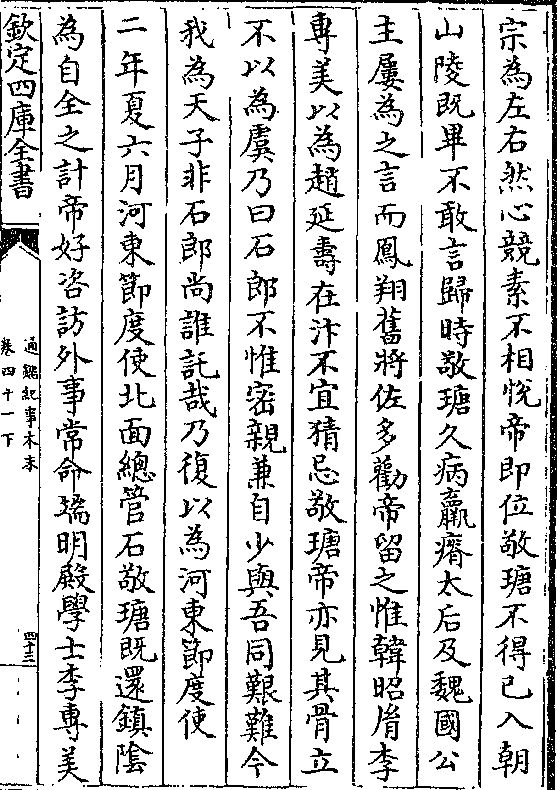 宗為左右然心競素不相悅帝即位敬瑭不得已入朝
山陵既畢不敢言歸時敬瑭久病羸瘠太后及魏國公
主屢為之言而鳳翔舊將佐多勸帝留之惟韓昭𦙍李
專美以為趙延壽在汴不宜猜忌敬瑭帝亦見其骨立
不以為虞乃曰石郎不惟密親兼自少與吾同艱難今
我為天子非石郎尚誰託哉乃復以為河東節度使
二年夏六月河東節度使北面總管石敬瑭既還鎮陰
為自全之計帝好咨訪外事常命端明殿學士李專美
欽定四庫全書
通鑑紀事本末
卷四十一下
四十三